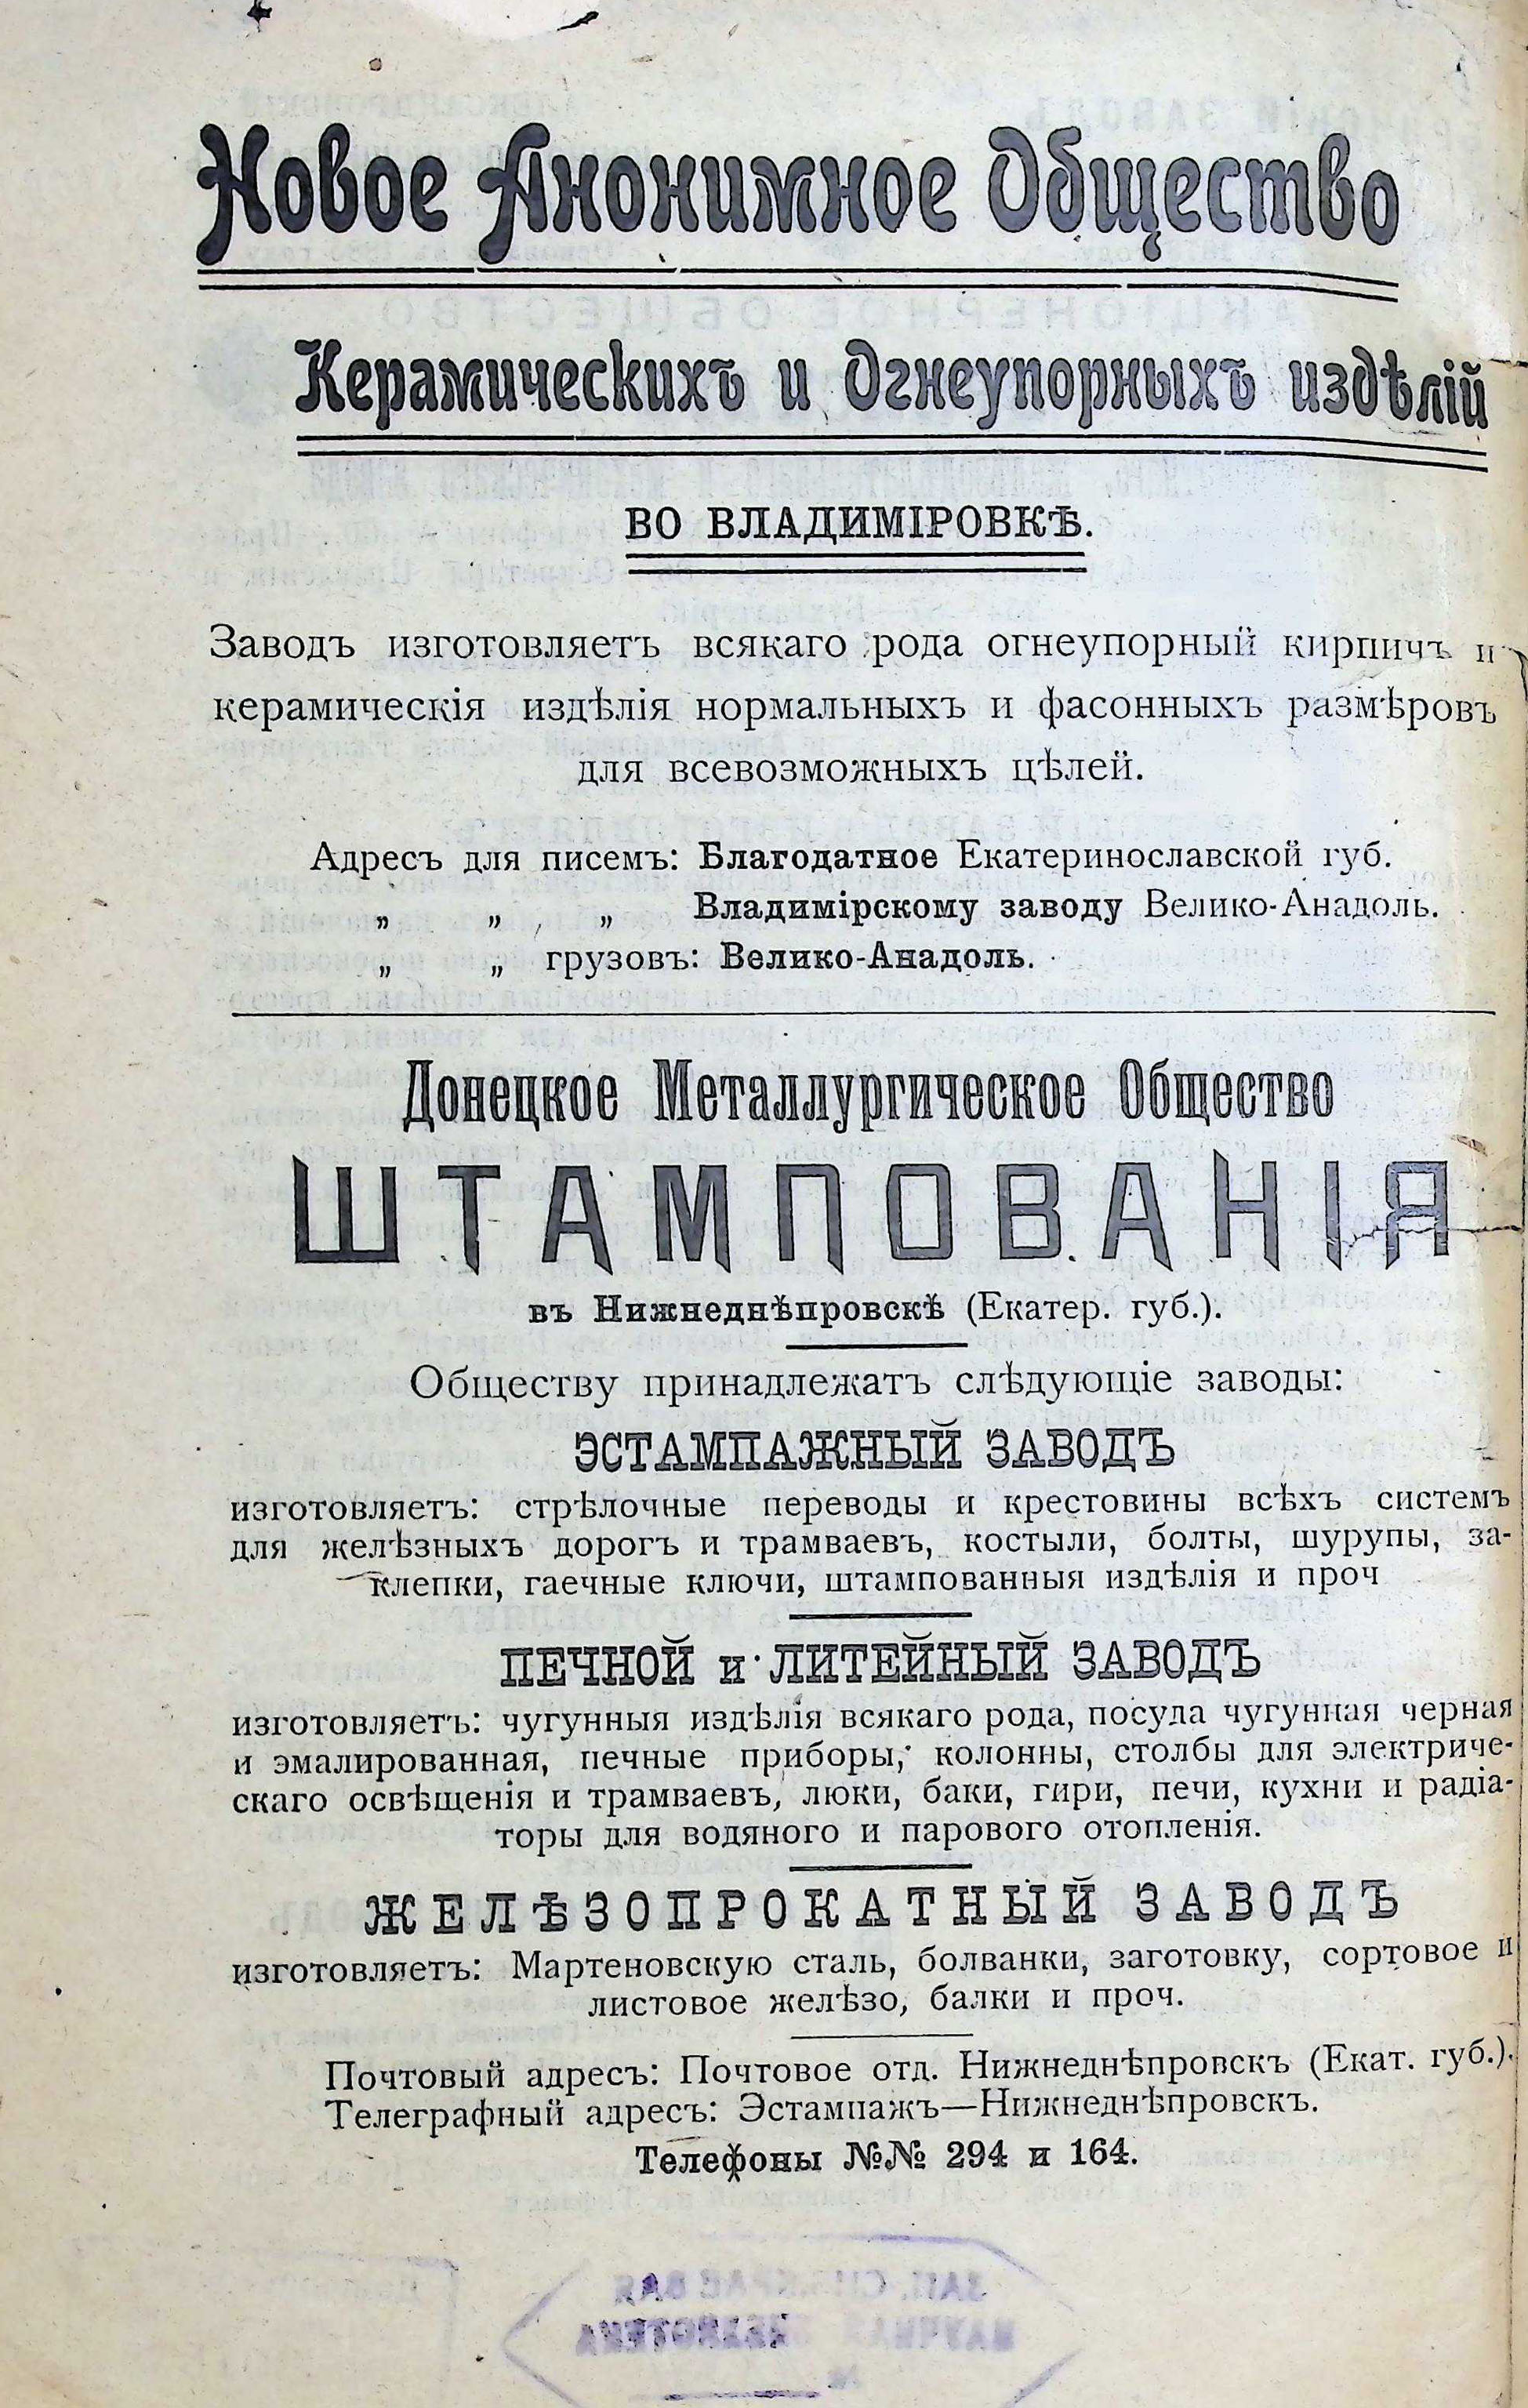 Новое Анонимное Общество
Керамическихъ и Огнеупорныхъ издѣлій
ВО ВЛАДИМІРОВКѢ.
Заводъ изготовляетъ всякаго рода огнеупорный кирпичъ и
керамическія издѣлія нормальныхъ и фасонныхъ размѣровъ
для всевозможныхъ цѣлей.
Адресъ для писемъ: Благодатное Екатеринославской губ.
„ „ „ Владимірскому заводу Велико-Анадоль.
„ „ грузовъ: Велико-Анадоль.
Донецкое Металлургическое Общество
ШТАМПОВАНІЯ
въ Нижнеднѣпровскѣ (Екатер. губ.).
Обществу принадлежатъ слѣдующіе заводы:
ЭСТАМПАЖНЫЙ ЗАВОДЪ
изготовляетъ: стрѣлочные переводы и крестовины всѣхъ системъ
для желѣзныхъ дорогъ и трамваевъ, костыли, болты, шурупы, за-
клепки, гаечные ключи, штампованныя издѣлія и проч
ПЕЧНОЙ и ЛИТЕЙНЫЙ ЗАВОДЪ
изготовляетъ: чугунныя издѣлія всякаго рода, посуда чугунная черная
и эмалированная, печные приборы, колонны, столбы для электриче-
скаго освѣщенія и трамваевъ, люки, баки, гири, печи, кухни и радіа-
торы для водяного и парового отопленія.
ЖЕЛѢЗОПРОКАТНЫЙ ЗАВОДЪ
изготовляетъ: Мартеновскую сталь, болванки, заготовку, сортовое и
листовое желѣзо, балки и проч.
Почтовый адресъ: Почтовое отд. Нижнеднѣпровскъ (Екат. губ.).
Телеграфный адресъ: Эстампажъ—Нижнеднѣпровскъ.
Телефоны №№ 294 и 164.